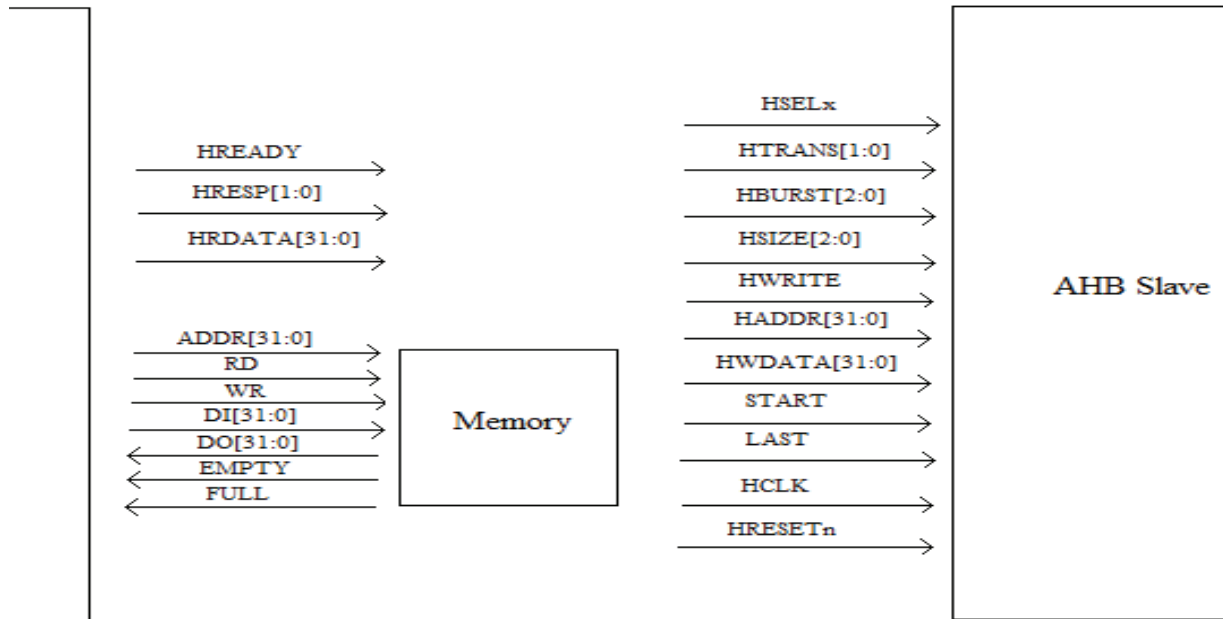 HREADY
HRESP[1:0]
HRDATA[31:0]
ADDR[31:0]
RD
WR
DI[31:0]
DO[31:0]
EMPTY
FULL
Memory
HSELx
HTRANS[1:0]
HBURST[2:0]
HSIZE[2:0]
HWRITE
HADDR[31:0]
HWDATA[31:0]
START
LAST
HCLK
HRESETn
AHB Slave